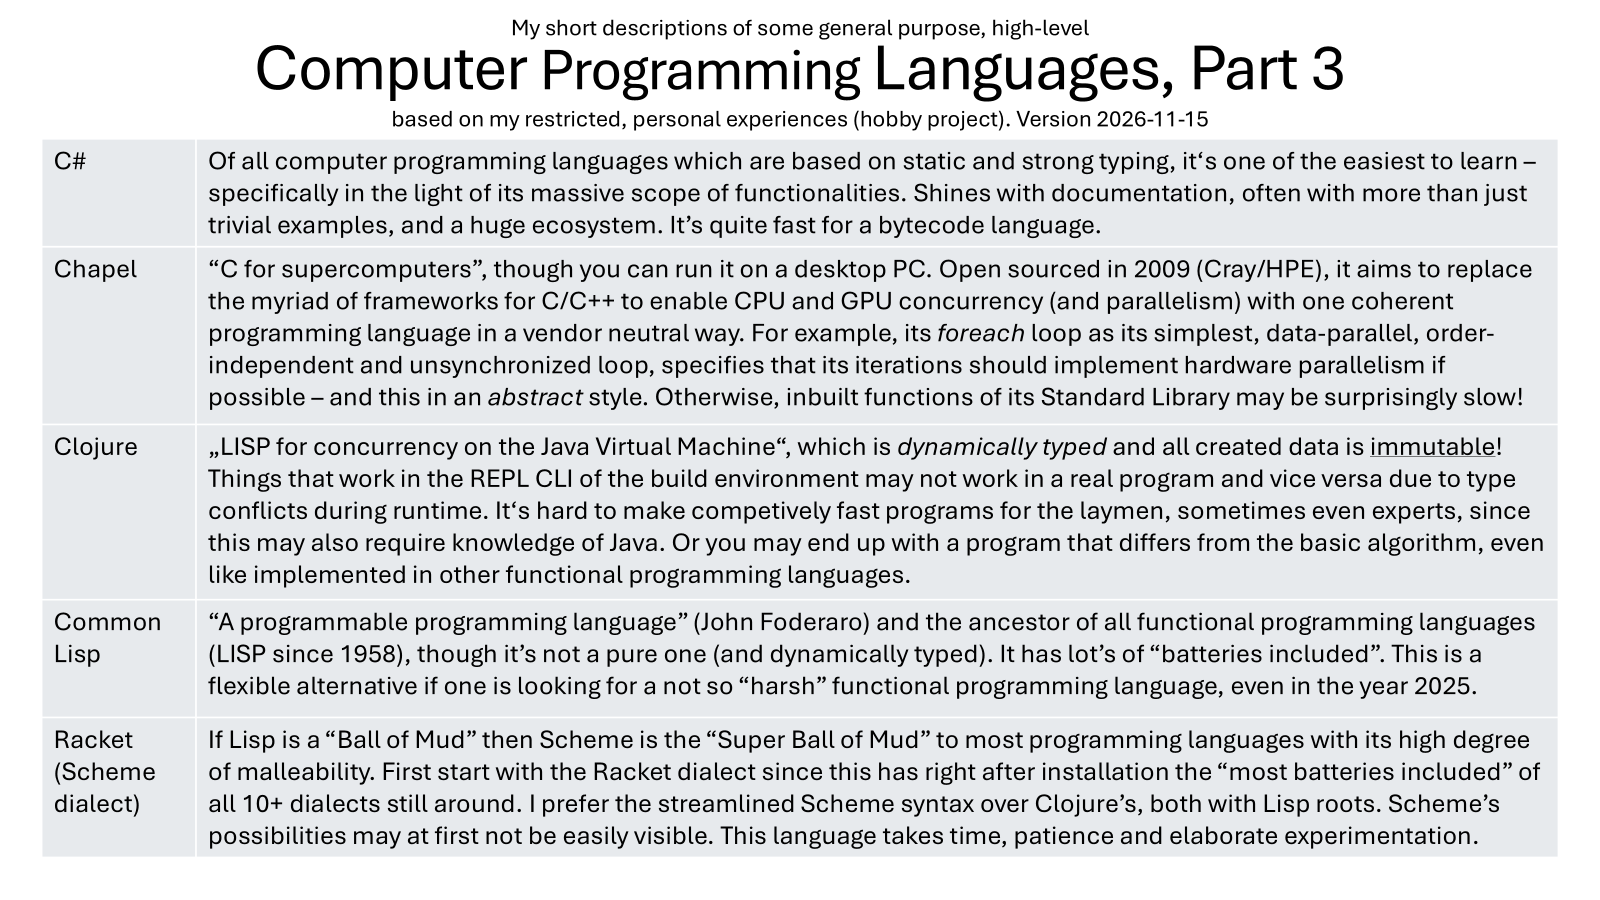 My short descriptions of some general purpose, high-level
Computer Programming Languages, Part 3
based on my restricted, personal experiences (hobby project). Version 2026-11-15
C#
Of all computer programming languages which are based on static and strong typing, it‘s one of the easiest to learn –
specifically in the light of its massive scope of functionalities. Shines with documentation, often with more than just
trivial examples, and a huge ecosystem. It’s quite fast for a bytecode language.
Chapel
“C for supercomputers”, though you can run it on a desktop PC. Open sourced in 2009 (Cray/HPE), it aims to replace
the myriad of frameworks for C/C++ to enable CPU and GPU concurrency (and parallelism) with one coherent
programming language in a vendor neutral way. For example, its foreach loop as its simplest, data-parallel, order-
independent and unsynchronized loop, specifies that its iterations should implement hardware parallelism if
possible – and this in an abstract style. Otherwise, inbuilt functions of its Standard Library may be surprisingly slow!
Clojure
„LISP for concurrency on the Java Virtual Machine“, which is dynamically typed and all created data is immutable!
Things that work in the REPL CLI of the build environment may not work in a real program and vice versa due to type
conflicts during runtime. It‘s hard to make competively fast programs for the laymen, sometimes even experts, since
this may also require knowledge of Java. Or you may end up with a program that differs from the basic algorithm, even
like implemented in other functional programming languages.
Common
Lisp
“A programmable programming language” (John Foderaro) and the ancestor of all functional programming languages
(LISP since 1958), though it’s not a pure one (and dynamically typed). It has lot’s of “batteries included”. This is a
flexible alternative if one is looking for a not so “harsh” functional programming language, even in the year 2025.
Racket
(Scheme
dialect)
If Lisp is a “Ball of Mud” then Scheme is the “Super Ball of Mud” to most programming languages with its high degree
of malleability. First start with the Racket dialect since this has right after installation the “most batteries included” of
all 10+ dialects still around. I prefer the streamlined Scheme syntax over Clojure’s, both with Lisp roots. Scheme’s
possibilities may at first not be easily visible. This language takes time, patience and elaborate experimentation.